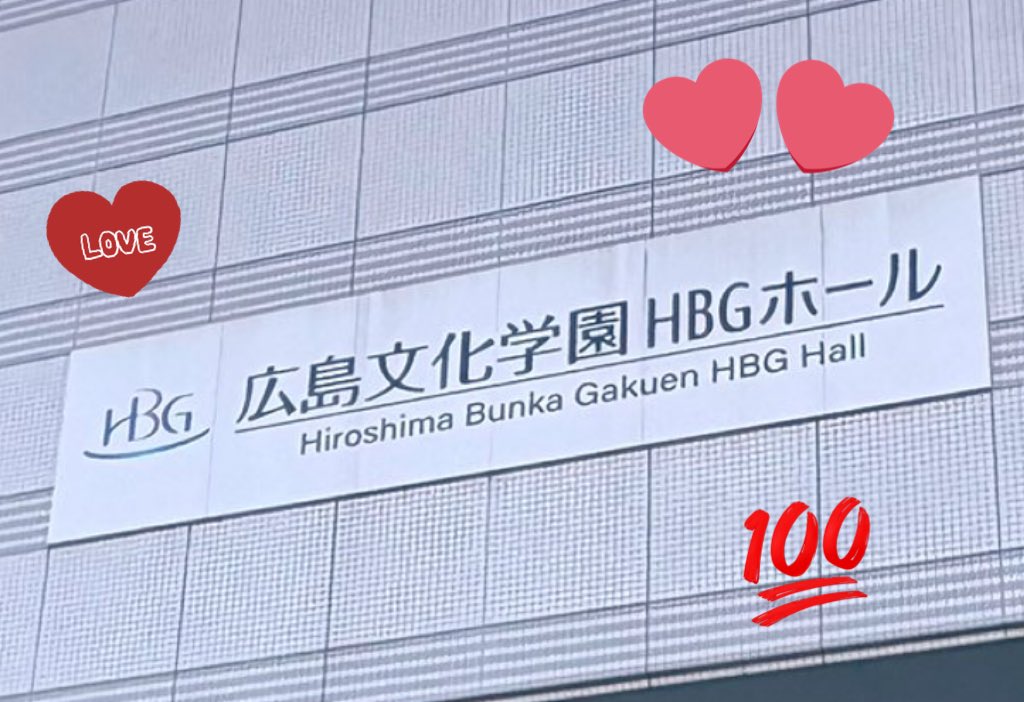 LOVE
HBG
広島文化学園HBGホール
Hiroshima Bunka Gakuen HBG Hall
100